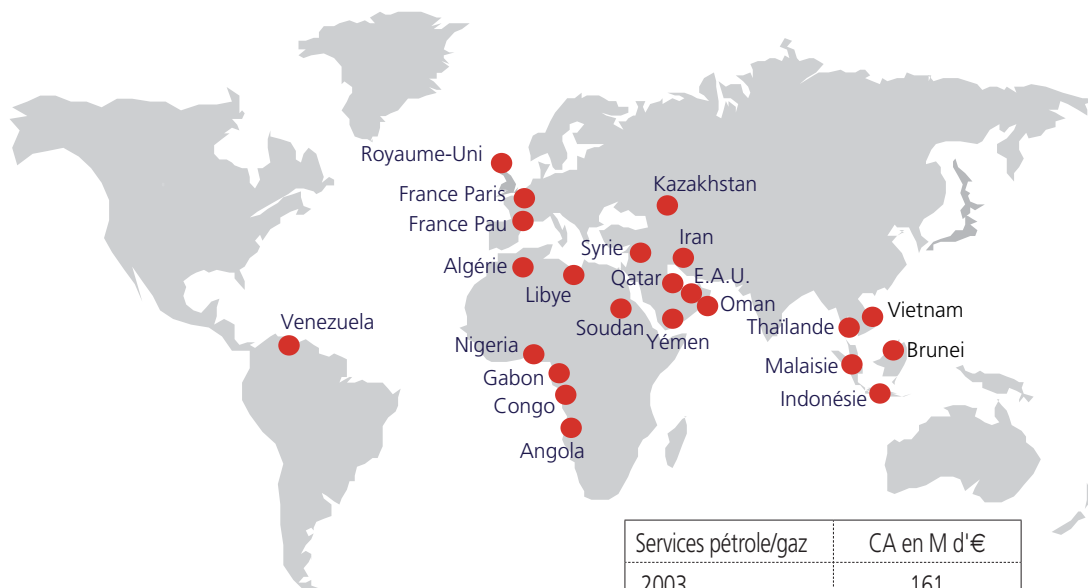 Royaume-Uni
France Paris
Kazakhstan
France Pau
Syrie
Iran
Algérie
Libye
Qatar
E.A.U.
Oman
Soudan
Yémen
Thaïlande
Vietnam
Venezuela
Nigeria
Brunei
Gabon
Malaisie
Congo
Indonésie
Angola
Services pétrole/gaz CA en M d'€
2003 161